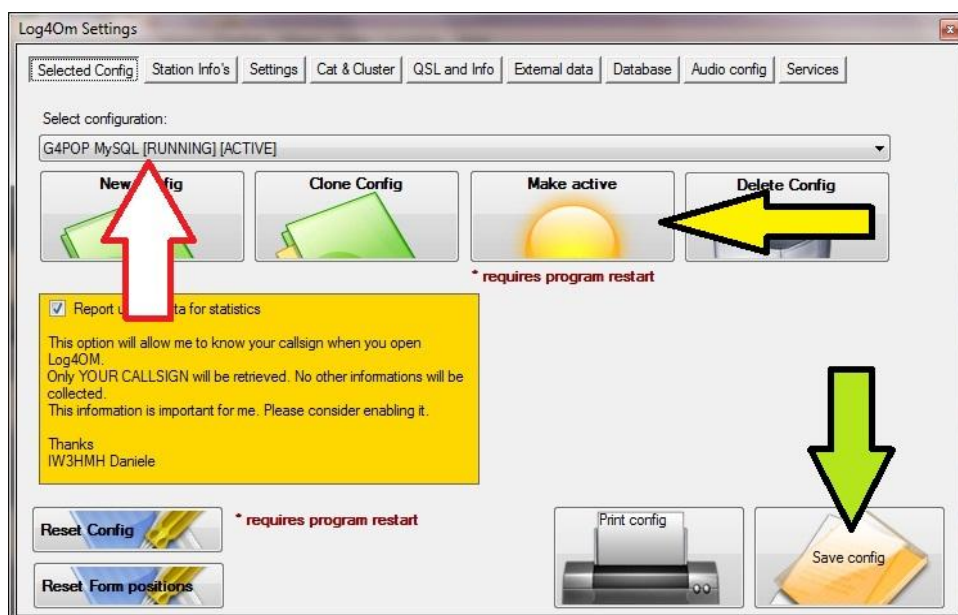 Log4Om Settings
Selected Config Station Info's Settings Cat & Cluster QSL and Info External data Database Audio config Services
Select configuration:
G4POP MySQL [RUNNING] [ACTIVE]
New Clone Config Make active Delete Config
* requires program restart
Report for statistics
This option will allow me to know your callsign when you open
Log4OM.
Only YOUR CALLSIGN will be retrieved. No other informations will be
collected.
This information is important for me. Please consider enabling it.
Thanks
IW3HMH Daniele
Reset Config * requires program restart Print config
Save config
Reset Form positions